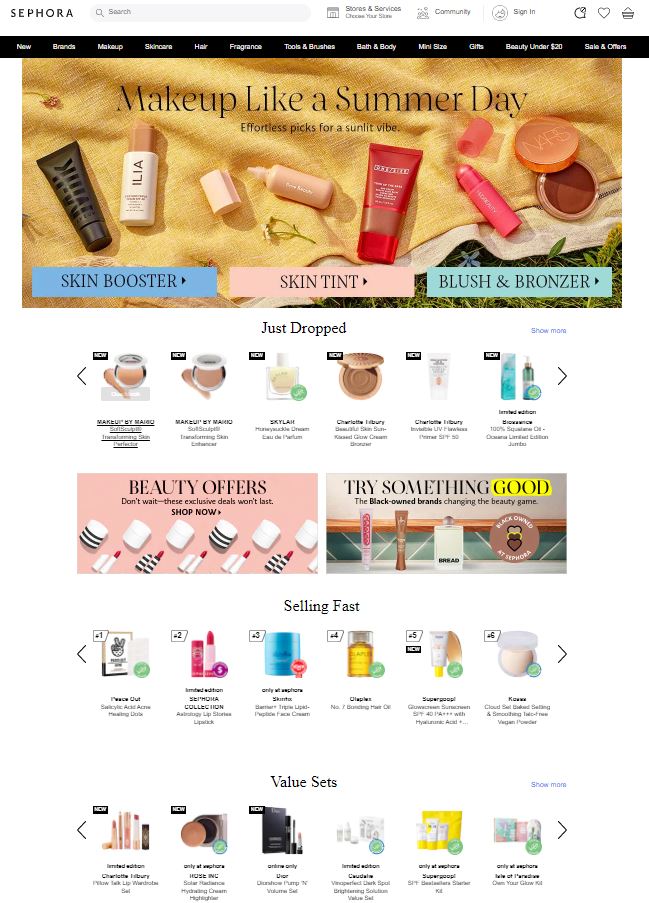 SEPHORA
Search
Stores & Services
Choose Your Store
Community
Sign In
New Brands Makeup Skincare Hair Fragrance Tools & Brushes Bath & Body Mini Size Gifts Beauty Under $20 Sale & Offers
Makeup Like a Summer Day
Effortless picks for a sunlit vibe.
MILK
ILIA
Rare Beauty
ONE/SIZE
NARS
SKIN BOOSTER
SKIN TINT
BLUSH & BRONZER
Just Dropped
Show more
NEW
MAKEUP BY MARIO
SoftSculpt®
Transforming Skin
Perfector
NEW
MAKEUP BY MARIO
SoftSculpt®
Transforming Skin
Enhancer
NEW
SKYLAR
Honeysuckle Dream
Eau de Parfum
NEW
Charlotte Tilbury
Beautiful Skin Sun-
Kissed Glow Cream
Bronzer
NEW
Charlotte Tilbury
Invisible UV Flawless
Primer SPF 50
NEW
limited edition
Biossance
100% Squalane Oil -
Oceana Limited Edition
Jumbo
BEAUTY OFFERS
Don't wait—these exclusive deals won't last.
SHOP NOW
TRY SOMETHING GOOD
The Black-owned brands changing the beauty game.
BREAD
BLACK OWNED
AT SEPHORA
Selling Fast
#1
Peace Out
Salicylic Acid Acne
Healing Dots
#2
limited edition
SEPHORA
COLLECTION
Astrology Lip Stories
Lipstick
#3
only at sephora
Skinfix
Barrier+ Triple Lipid-
Peptide Face Cream
#4
OLAPLEX
Olaplex
No. 7 Bonding Hair Oil
#5
NEW
Supergoop!
Glowscreen Sunscreen
SPF 40 PA+++ with
Hyaluronic Acid +...
#6
Kosas
Cloud Set Baked Setting
& Smoothing Talc-Free
Vegan Powder
Value Sets
Show more
NEW
limited edition
Charlotte Tilbury
Pillow Talk Lip Wardrobe
Set
NEW
only at sephora
ROSE INC
Solar Radiance
Hydrating Cream
Highlighter
NEW
online only
Dior
Diorshow Pump 'N'
Volume Set
limited edition
Caudalie
Vinoperfect Dark Spot
Brightening Solution
Value Set
only at sephora
Supergoop!
SPF Bestsellers Starter
Kit
only at sephora
Isle of Paradise
Own Your Glow Kit